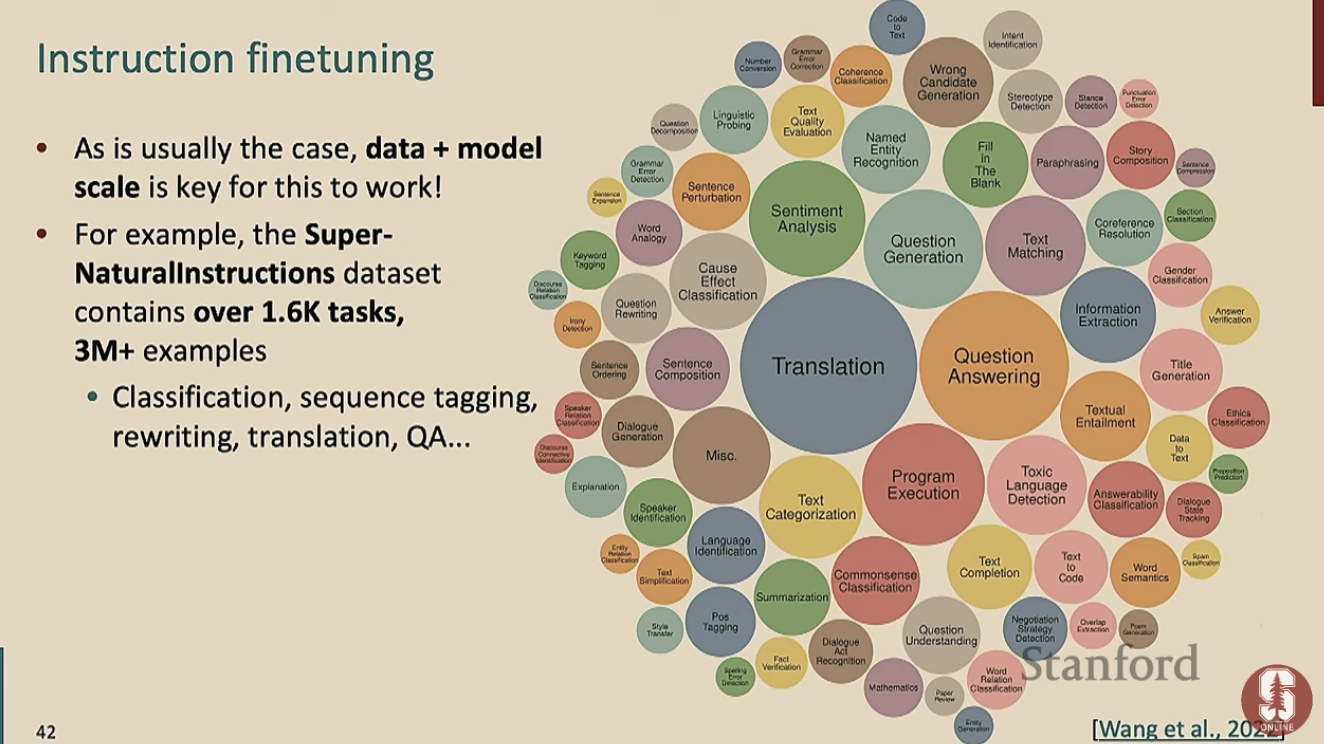 Instruction finetuning
• As is usually the case, data + model
scale is key for this to work!
• For example, the Super-
NaturalInstructions dataset
contains over 1.6K tasks,
3M+ examples
• Classification, sequence tagging,
rewriting, translation, QA...
Code
to
Text
Intent
Identification
Number
Conversion
Grammar
Error
Correction
Coherence
Classification
Wrong
Candidate
Generation
Stereotype
Detection
Stance
Detection
Punctuation
Error
Detection
Question
Decomposition
Linguistic
Probing
Text
Quality
Evaluation
Named
Entity
Recognition
Fill
In
The
Blank
Paraphrasing
Story
Composition
Sentence
Compression
Grammar
Error
Detection
Sentence
Expansion
Sentence
Perturbation
Sentiment
Analysis
Question
Generation
Text
Matching
Coreference
Resolution
Section
Classification
Word
Analogy
Keyword
Tagging
Cause
Effect
Classification
Gender
Classification
Discourse
Relation
Classification
Question
Rewriting
Information
Extraction
Answer
Verification
Irony
Detection
Sentence
Ordering
Sentence
Composition
Translation
Question
Answering
Title
Generation
Speaker
Relation
Classification
Dialogue
Generation
Textual
Entailment
Ethics
Classification
Discourse
Connective
Identification
Misc.
Data
to
Text
Preposition
Prediction
Explanation
Speaker
Identification
Text
Categorization
Program
Execution
Toxic
Language
Detection
Answerability
Classification
Dialogue
State
Tracking
Entity
Relation
Classification
Language
Identification
Text
Simplification
Commonsense
Classification
Text
Completion
Text
to
Code
Word
Semantics
Spam
Classification
Style
Transfer
Pos
Tagging
Summarization
Dialogue
Act
Recognition
Question
Understanding
Negotiation
Strategy
Detection
Overlap
Extraction
Poem
Generation
Spelling
Error
Detection
Fact
Verification
Mathematics
Paper
Review
Word
Relation
Classification
Entity
Generation
Stanford
S
ONLINE
42
[Wang et al., 2022]